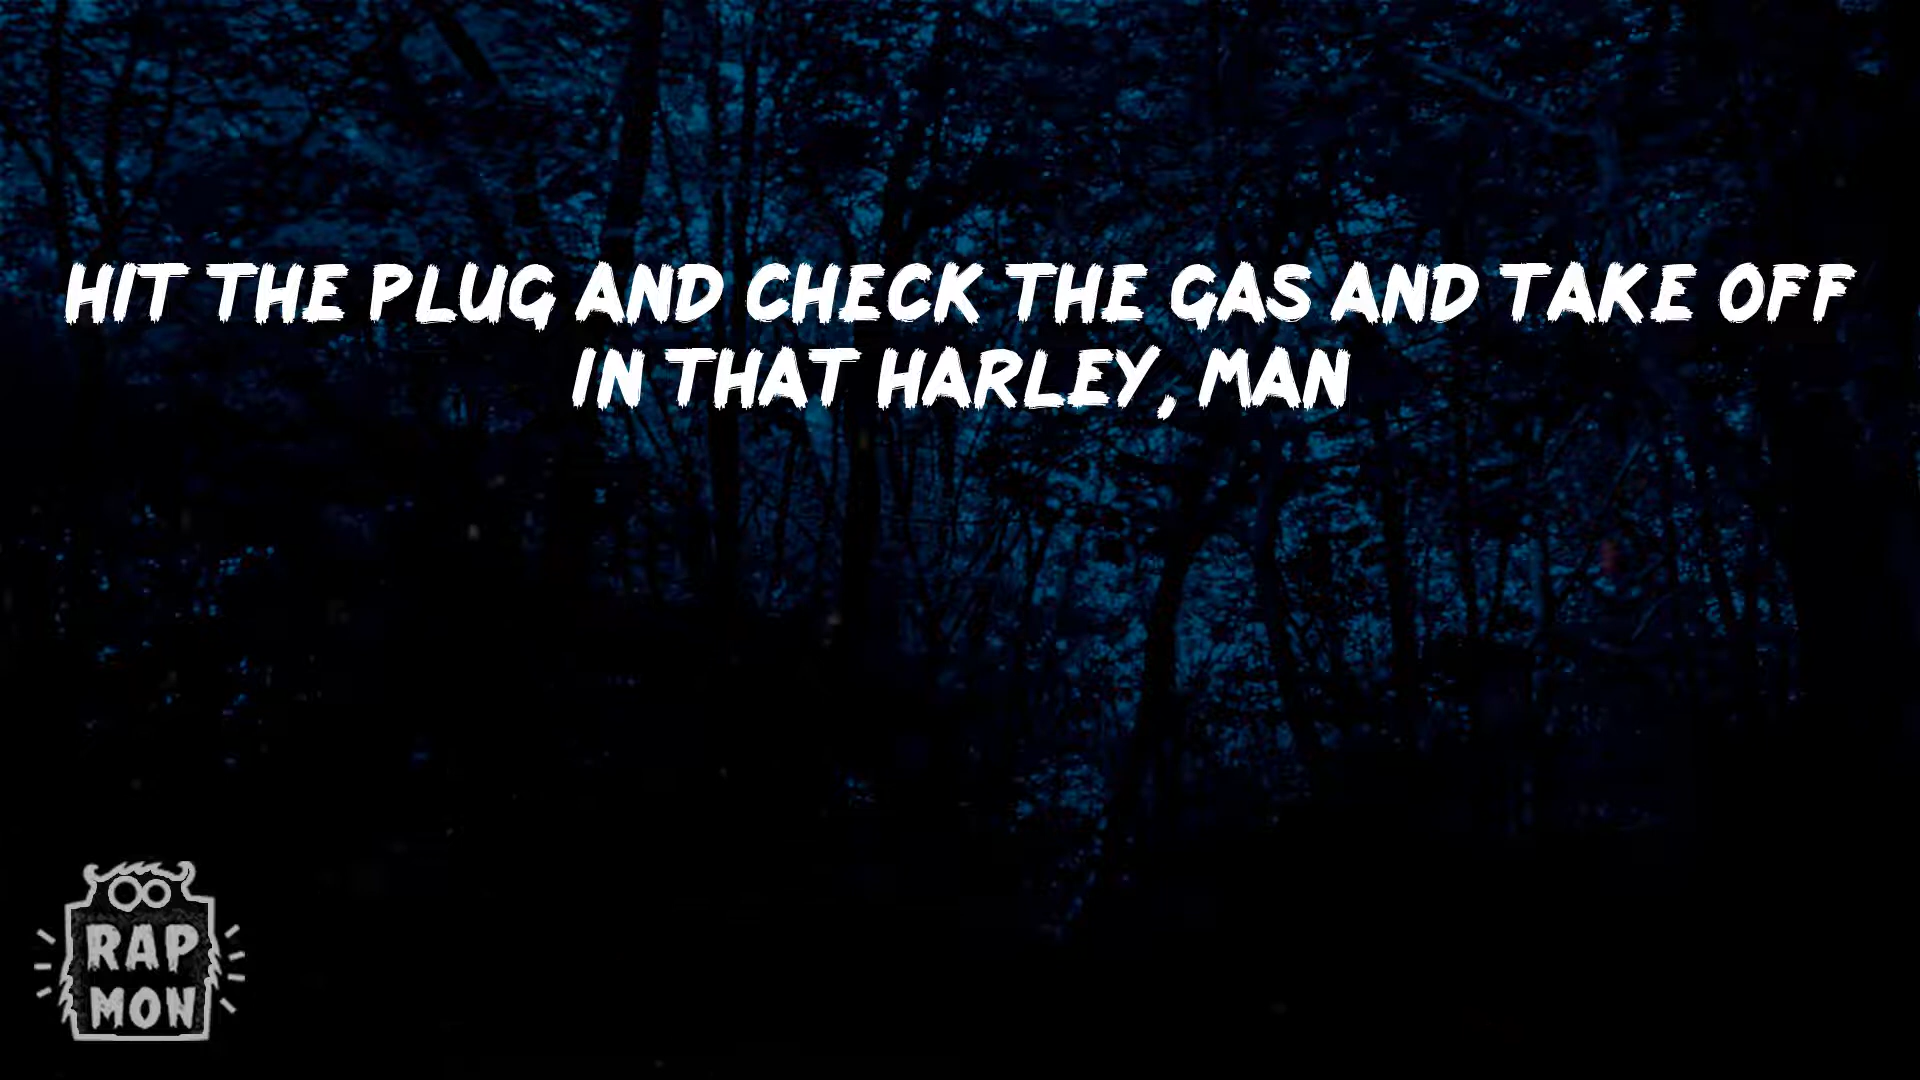 HIT THE PLUG AND CHECK THE GAS AND TAKE OFF
IN THAT HARLEY, MAN
RAP
MON